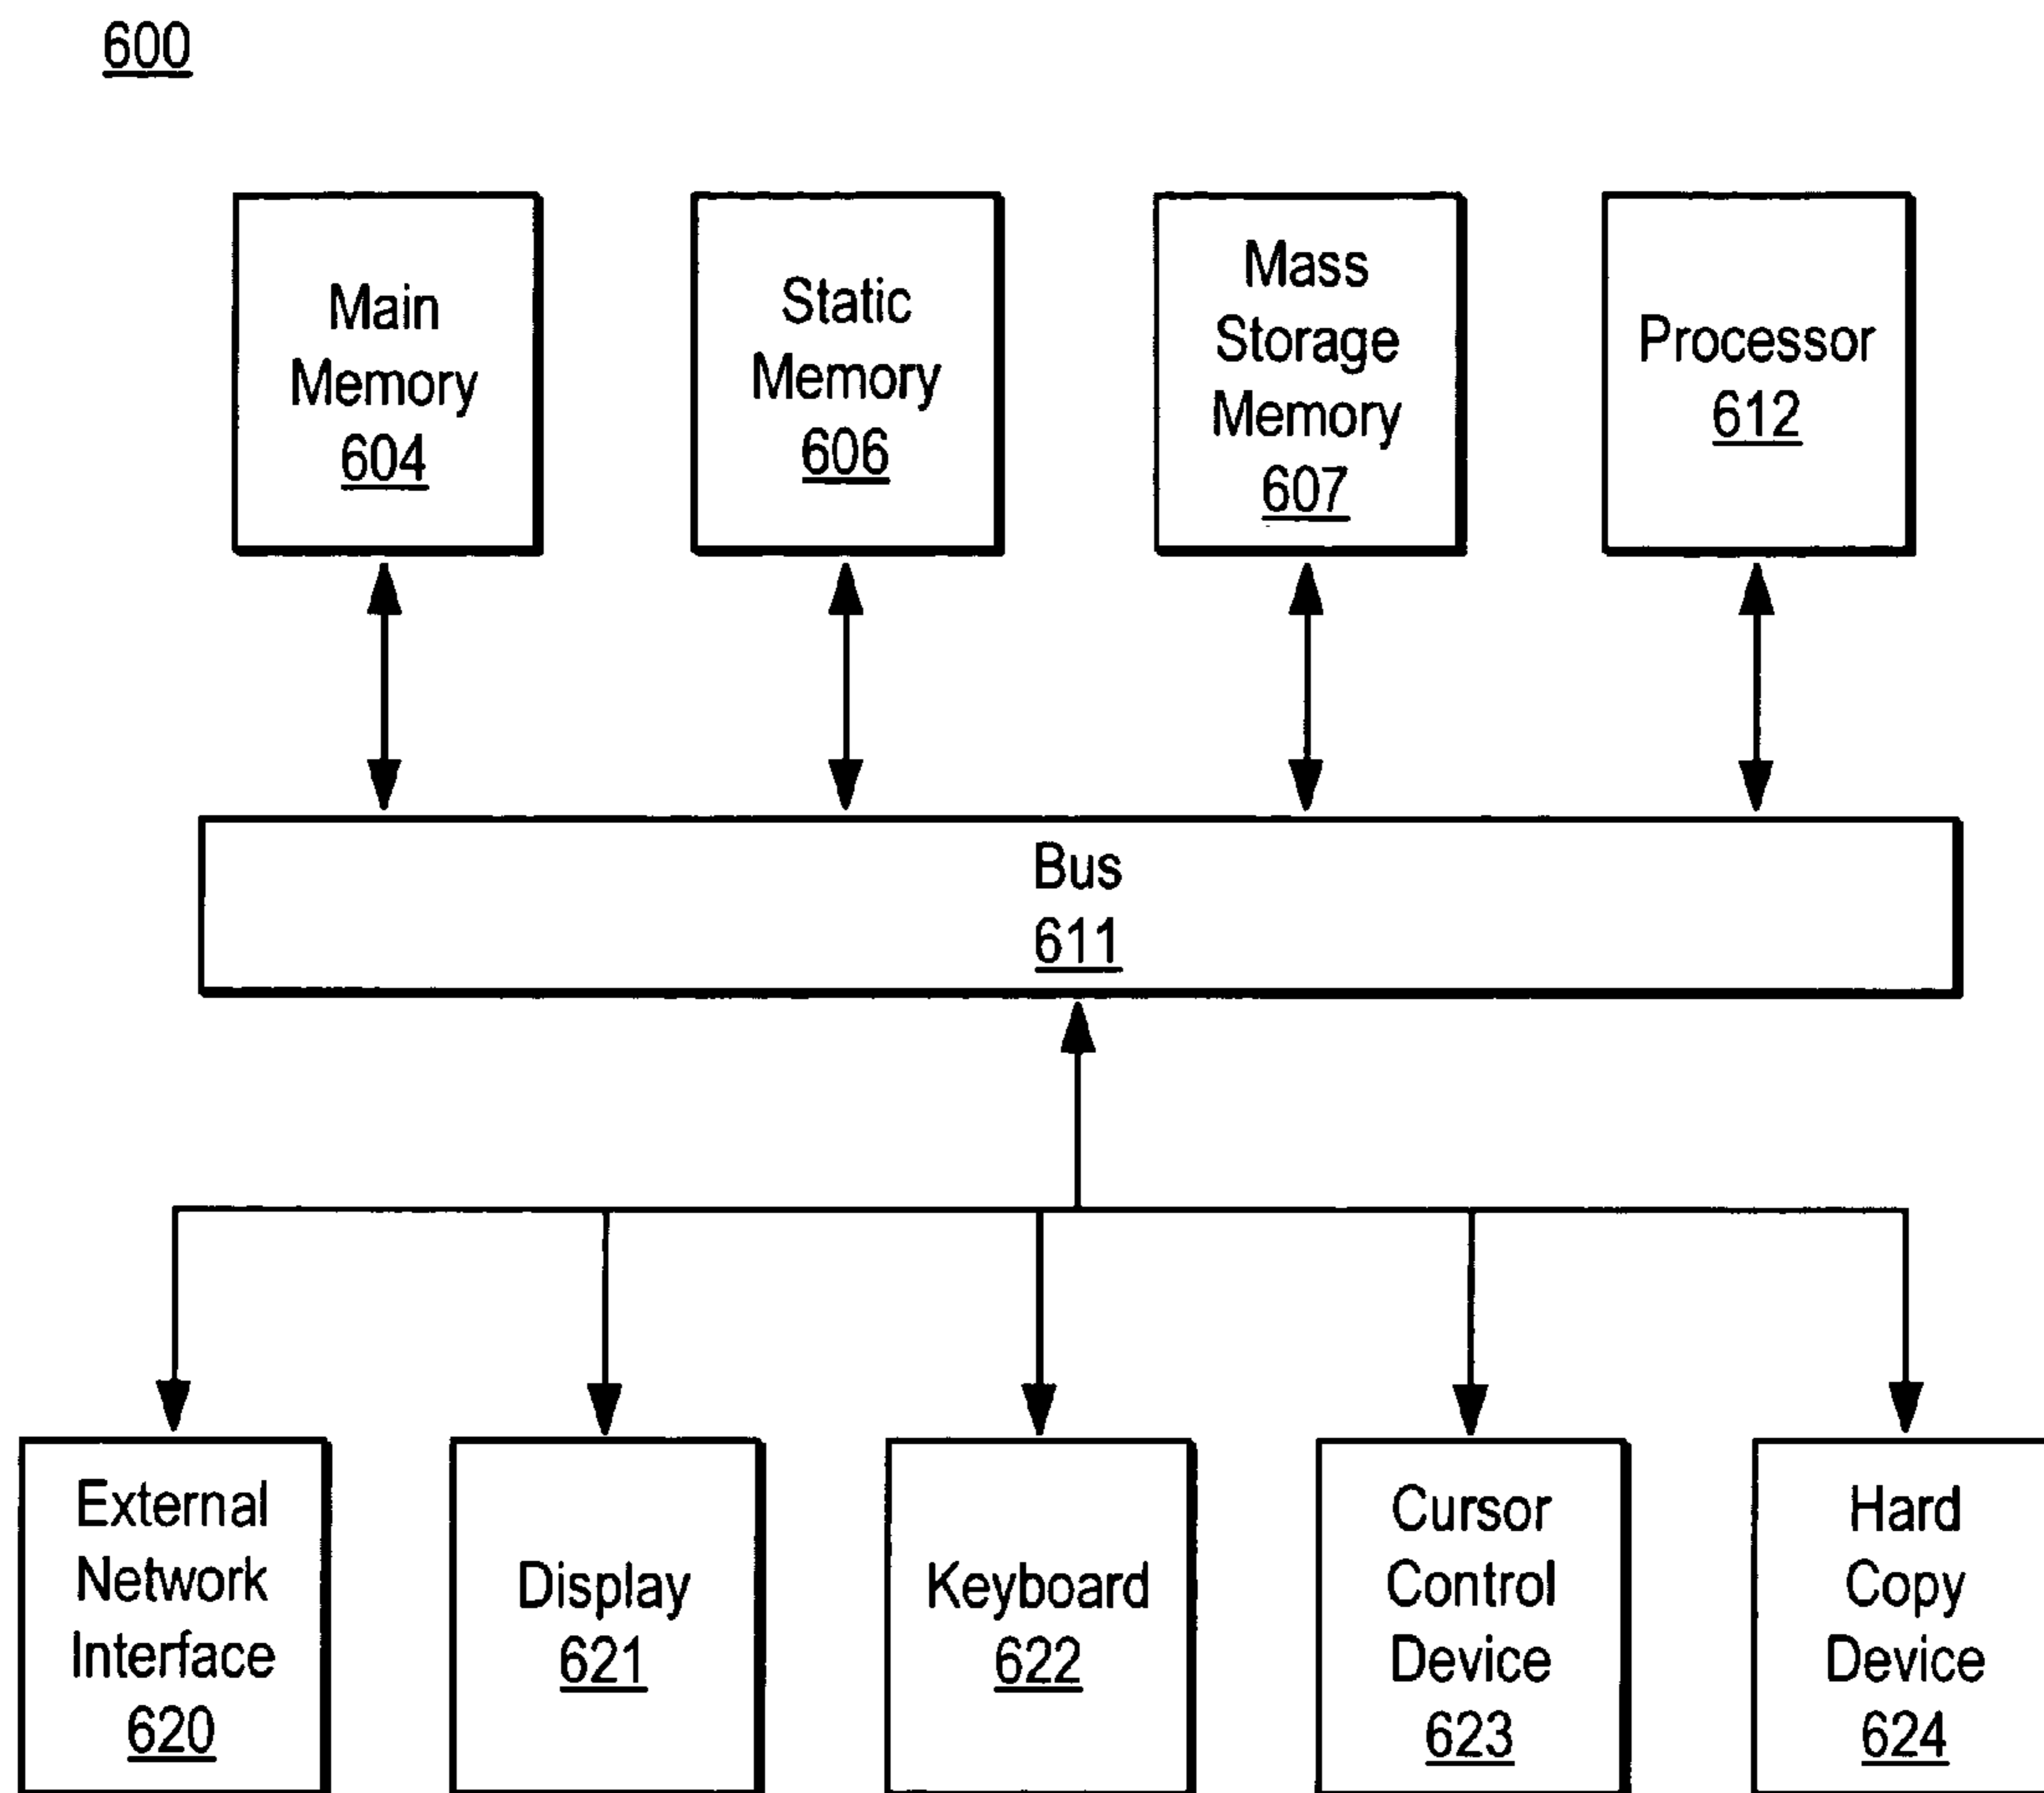 600
Main
Memory
604
Static
Memory
606
Mass
Storage
Memory
607
Processor
612
Bus
611
External
Network
Interface
620
Display
621
Keyboard
622
Cursor
Control
Device
623
Hard
Copy
Device
624